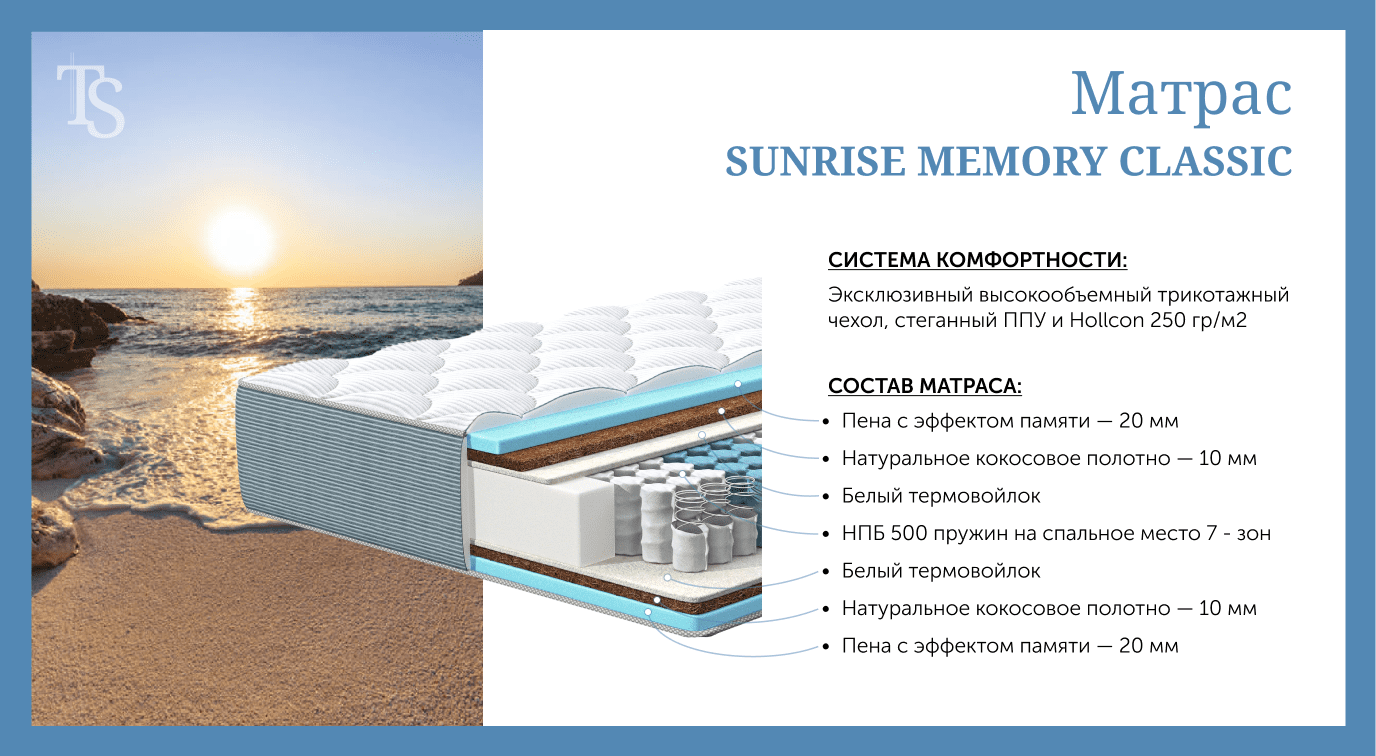 TS
Матрас
SUNRISE MEMORY CLASSIC
СИСТЕМА КОМФОРТНОСТИ:
Эксклюзивный высокообъемный трикотажный
чехол, стеганный ППУ и Hollcon 250 гр/м2
СОСТАВ МАТРАСА:
• Пена с эффектом памяти — 20 мм
• Натуральное кокосовое полотно — 10 мм
• Белый термовойлок
• НПБ 500 пружин на спальное место 7 - зон
• Белый термовойлок
• Натуральное кокосовое полотно — 10 мм
• Пена с эффектом памяти — 20 мм